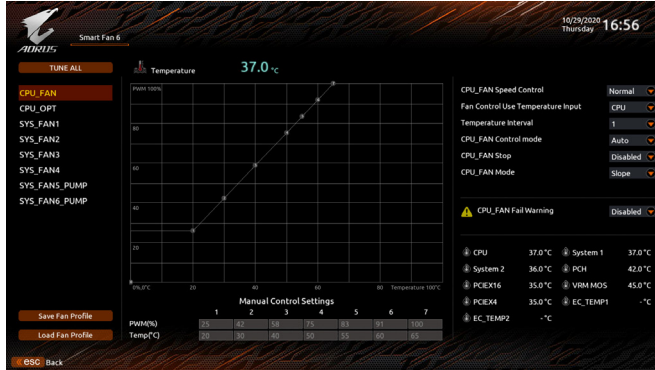 AORUS
Smart Fan 6
10/29/2020
Thursday 16:56
TUNE ALL
CPU_FAN
CPU_OPT
SYS_FAN1
SYS_FAN2
SYS_FAN3
SYS_FAN4
SYS_FAN5_PUMP
SYS_FAN6_PUMP
Save Fan Profile
Load Fan Profile
Temperature 37.0 °C
PWM 100%
80
60
40
20
0%,0°C 20 40 60 80 Temperature 100°C
Manual Control Settings
1 2 3 4 5 6 7
PWM(%) 25 42 58 75 83 91 100
Temp(°C) 20 30 40 50 55 60 65
CPU_FAN Speed Control Normal
Fan Control Use Temperature Input CPU
Temperature Interval 1
CPU_FAN Control mode Auto
CPU_FAN Stop Disabled
CPU_FAN Mode Slope
CPU_FAN Fail Warning Disabled
CPU 37.0°C System 1 37.0°C
System 2 36.0°C PCH 42.0°C
PCIEX16 35.0°C VRM MOS 45.0°C
PCIEX4 35.0°C EC_TEMP1 -°C
EC_TEMP2 -°C
esc Back